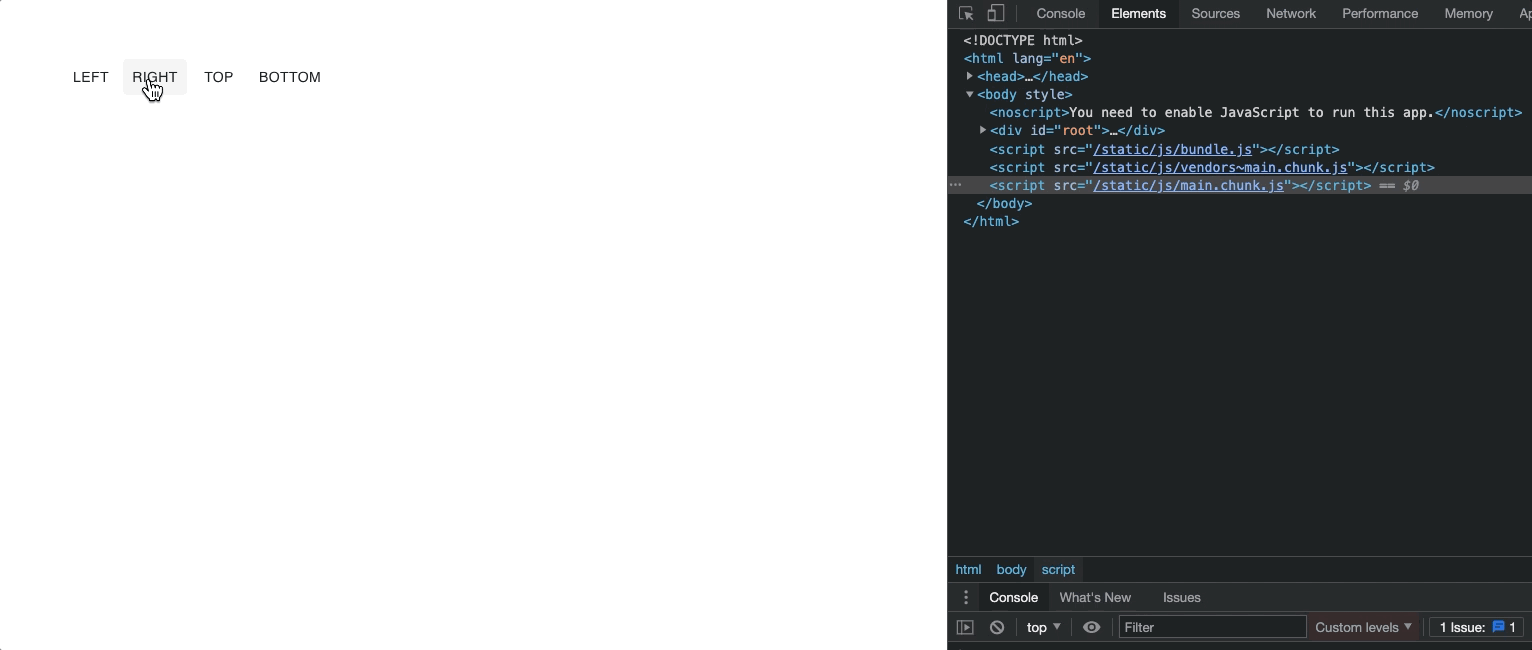 LEFT RIGHT TOP BOTTOM
Console Elements Sources Network Performance Memory Ap
<!DOCTYPE html>
<html lang="en">
<head>…</head>
<body style>
<noscript>You need to enable JavaScript to run this app.</noscript>
<div id="root">…</div>
<script src="/static/js/bundle.js"></script>
<script src="/static/js/vendors~main.chunk.js"></script>
<script src="/static/js/main.chunk.js"></script> == $0
</body>
</html>
html body script
Console What's New Issues
top Filter Custom levels 1 Issue: 1